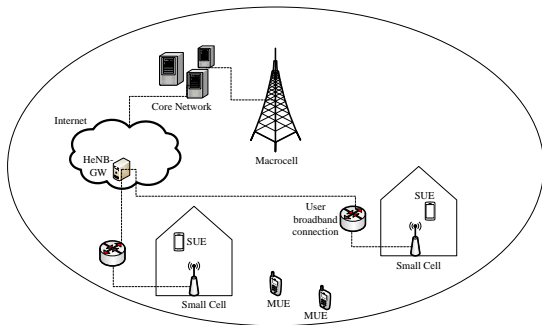 Core Network
Internet
Macrocell
HeNB-
GW
SUE
User
broadband
connection
SUE
Small Cell
Small Cell
MUE
MUE